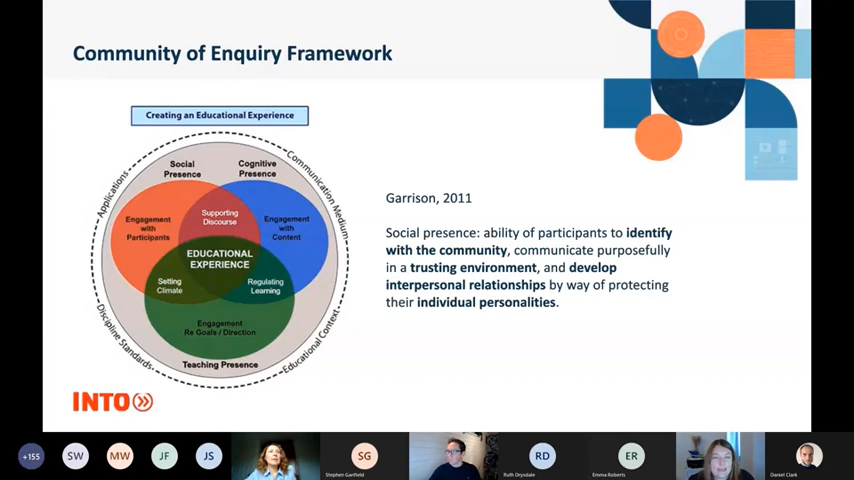 Community of Enquiry Framework
Creating an Educational Experience
Social
Presence
Cognitive
Presence
Applications
Communication Medium
Engagement
with
Participants
Supporting
Discourse
Engagement
with
Content
EDUCATIONAL
EXPERIENCE
Setting
Climate
Regulating
Learning
Engagement
Re Goals / Direction
Teaching Presence
Discipline Standards
Educational Context
Garrison, 2011
Social presence: ability of participants to identify
with the community, communicate purposefully
in a trusting environment, and develop
interpersonal relationships by way of protecting
their individual personalities.
INTO
+155
SW
MW
JF
JS
SG
Stephen Ganfield
RD
Ruth Drysdale
ER
Emma Roberts
Daniel Clark